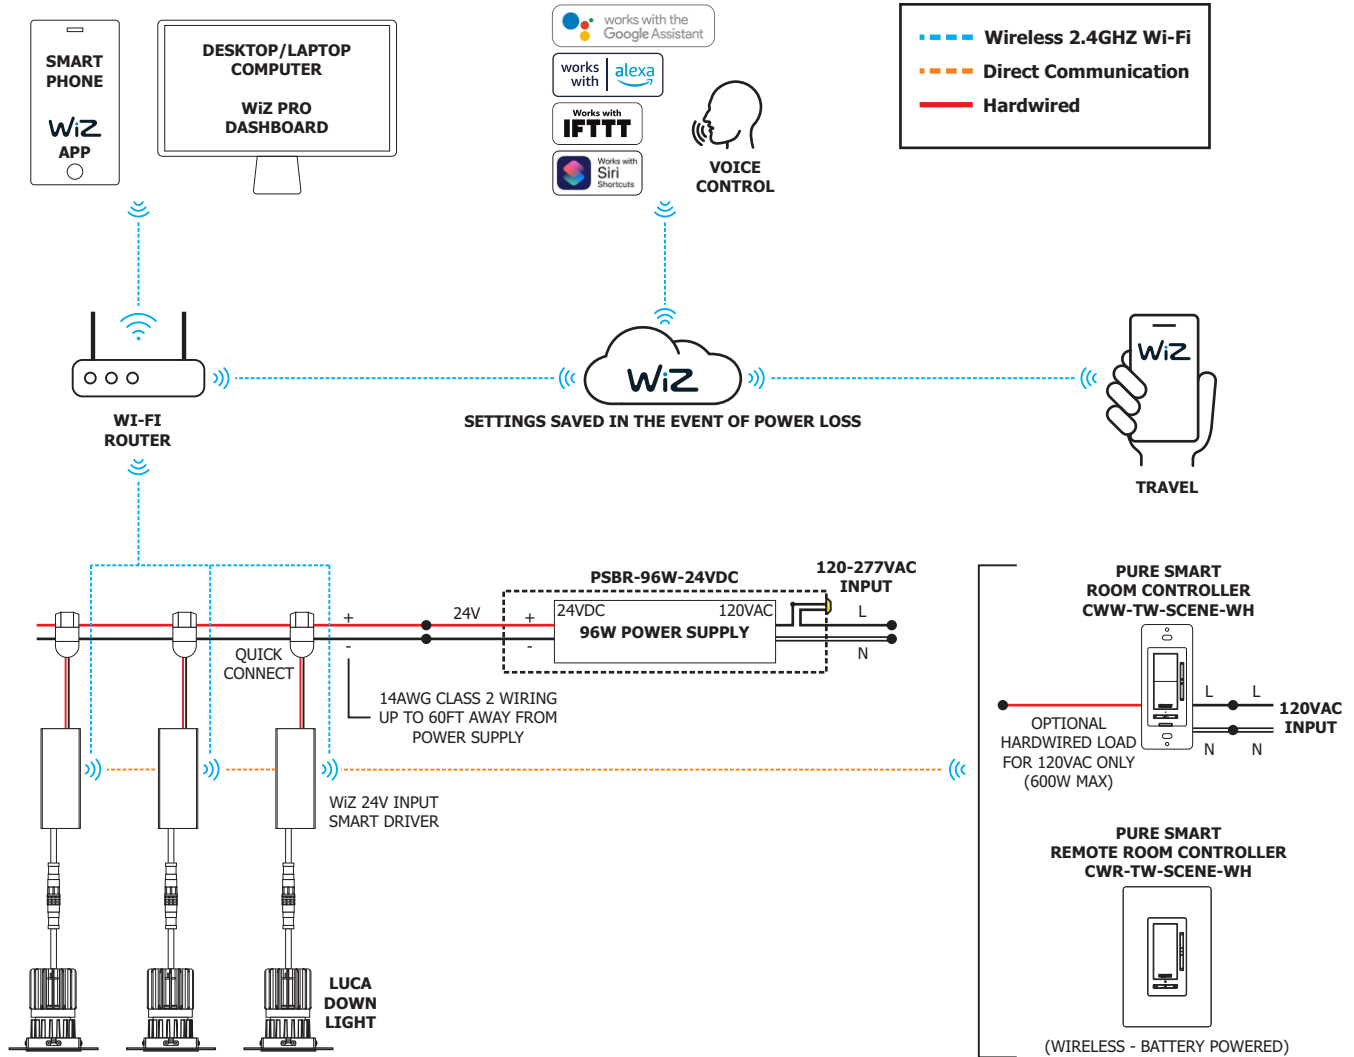 SMART
PHONE
WiZ
APP
DESKTOP/LAPTOP
COMPUTER
WiZ PRO
DASHBOARD
works with the
Google Assistant
works
with
alexa
Works with
IFTTT
Works with
Siri
Shortcuts
VOICE
CONTROL
Wireless 2.4GHZ Wi-Fi
Direct Communication
Hardwired
WI-FI
ROUTER
WiZ
SETTINGS SAVED IN THE EVENT OF POWER LOSS
WiZ
TRAVEL
PSBR-96W-24VDC
120-277VAC
INPUT
+
24V
+
24VDC
120VAC
96W POWER SUPPLY
L
-
-
N
QUICK
CONNECT
14AWG CLASS 2 WIRING
UP TO 60FT AWAY FROM
POWER SUPPLY
WiZ 24V INPUT
SMART DRIVER
LUCA
DOWN
LIGHT
PURE SMART
ROOM CONTROLLER
CWW-TW-SCENE-WH
L
L
120VAC
INPUT
N
N
OPTIONAL
HARDWIRED LOAD
FOR 120VAC ONLY
(600W MAX)
PURE SMART
REMOTE ROOM CONTROLLER
CWR-TW-SCENE-WH
(WIRELESS - BATTERY POWERED)